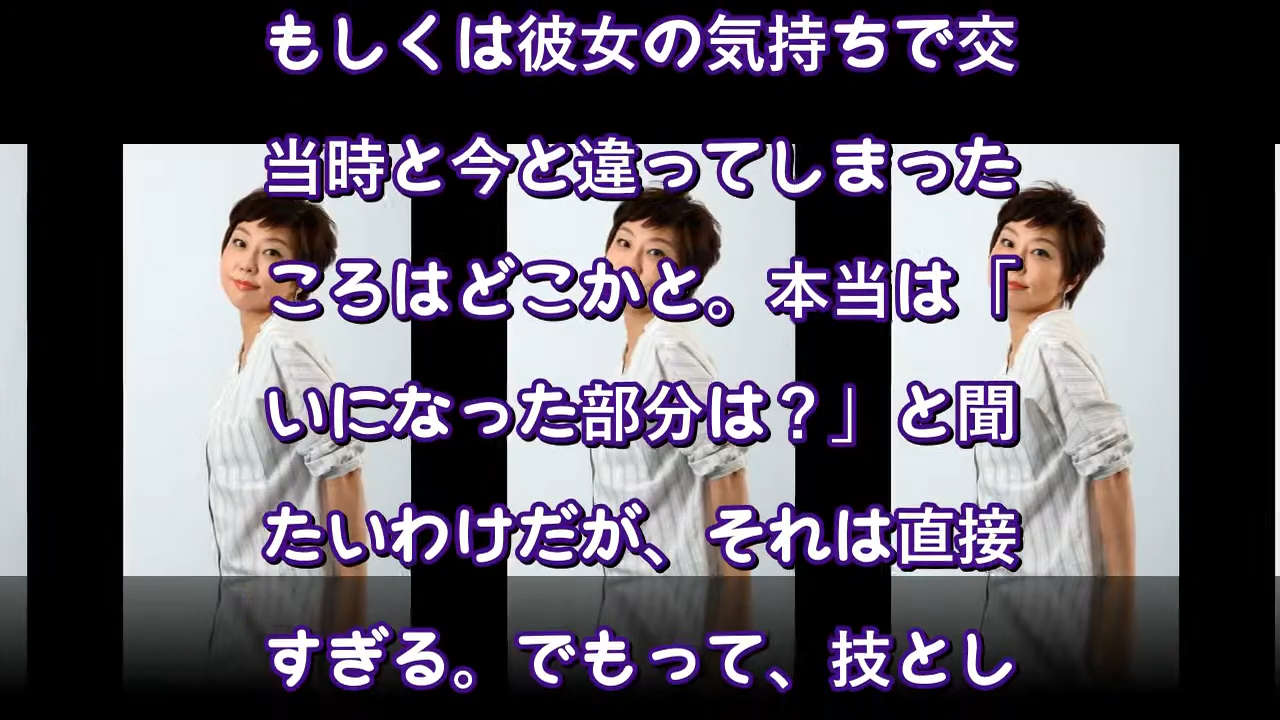 もしくは彼女の気持ちで交
当時と今と違ってしまった
ころはどこかと。本当は「
いになった部分は？」と聞
たいわけだが、それは直接
すぎる。でもって、技とし